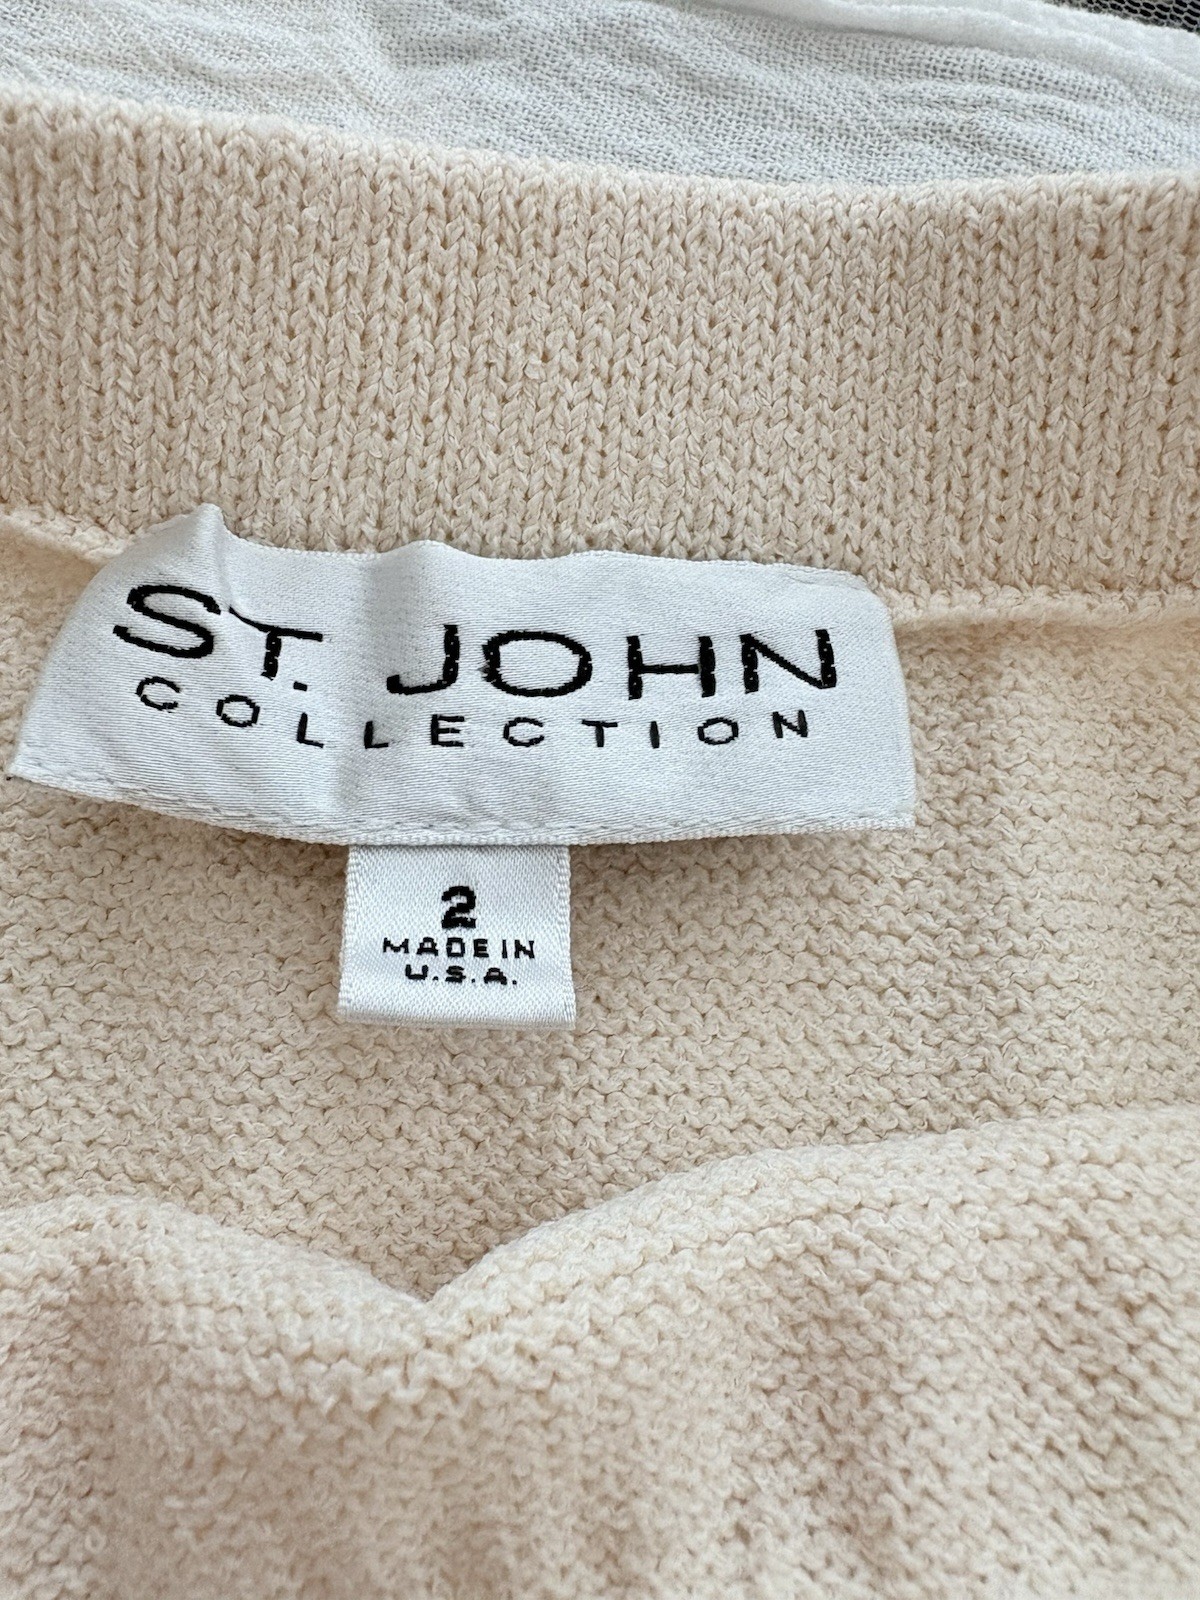 ST. JOHN
COLLECTION
2
MADE IN
U.S.A.